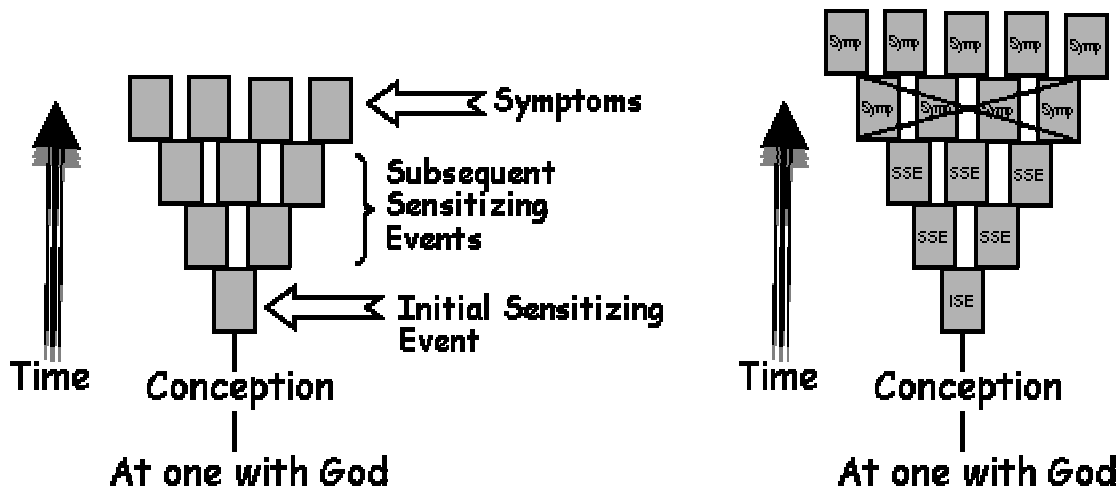 Symptoms
Subsequent
Sensitizing
Events
Initial Sensitizing
Event
Time
Conception
At one with God
Symp Symp Symp Symp Symp
Symp Symp Symp Symp
SSE SSE SSE
SSE SSE
ISE
Time
Conception
At one with God